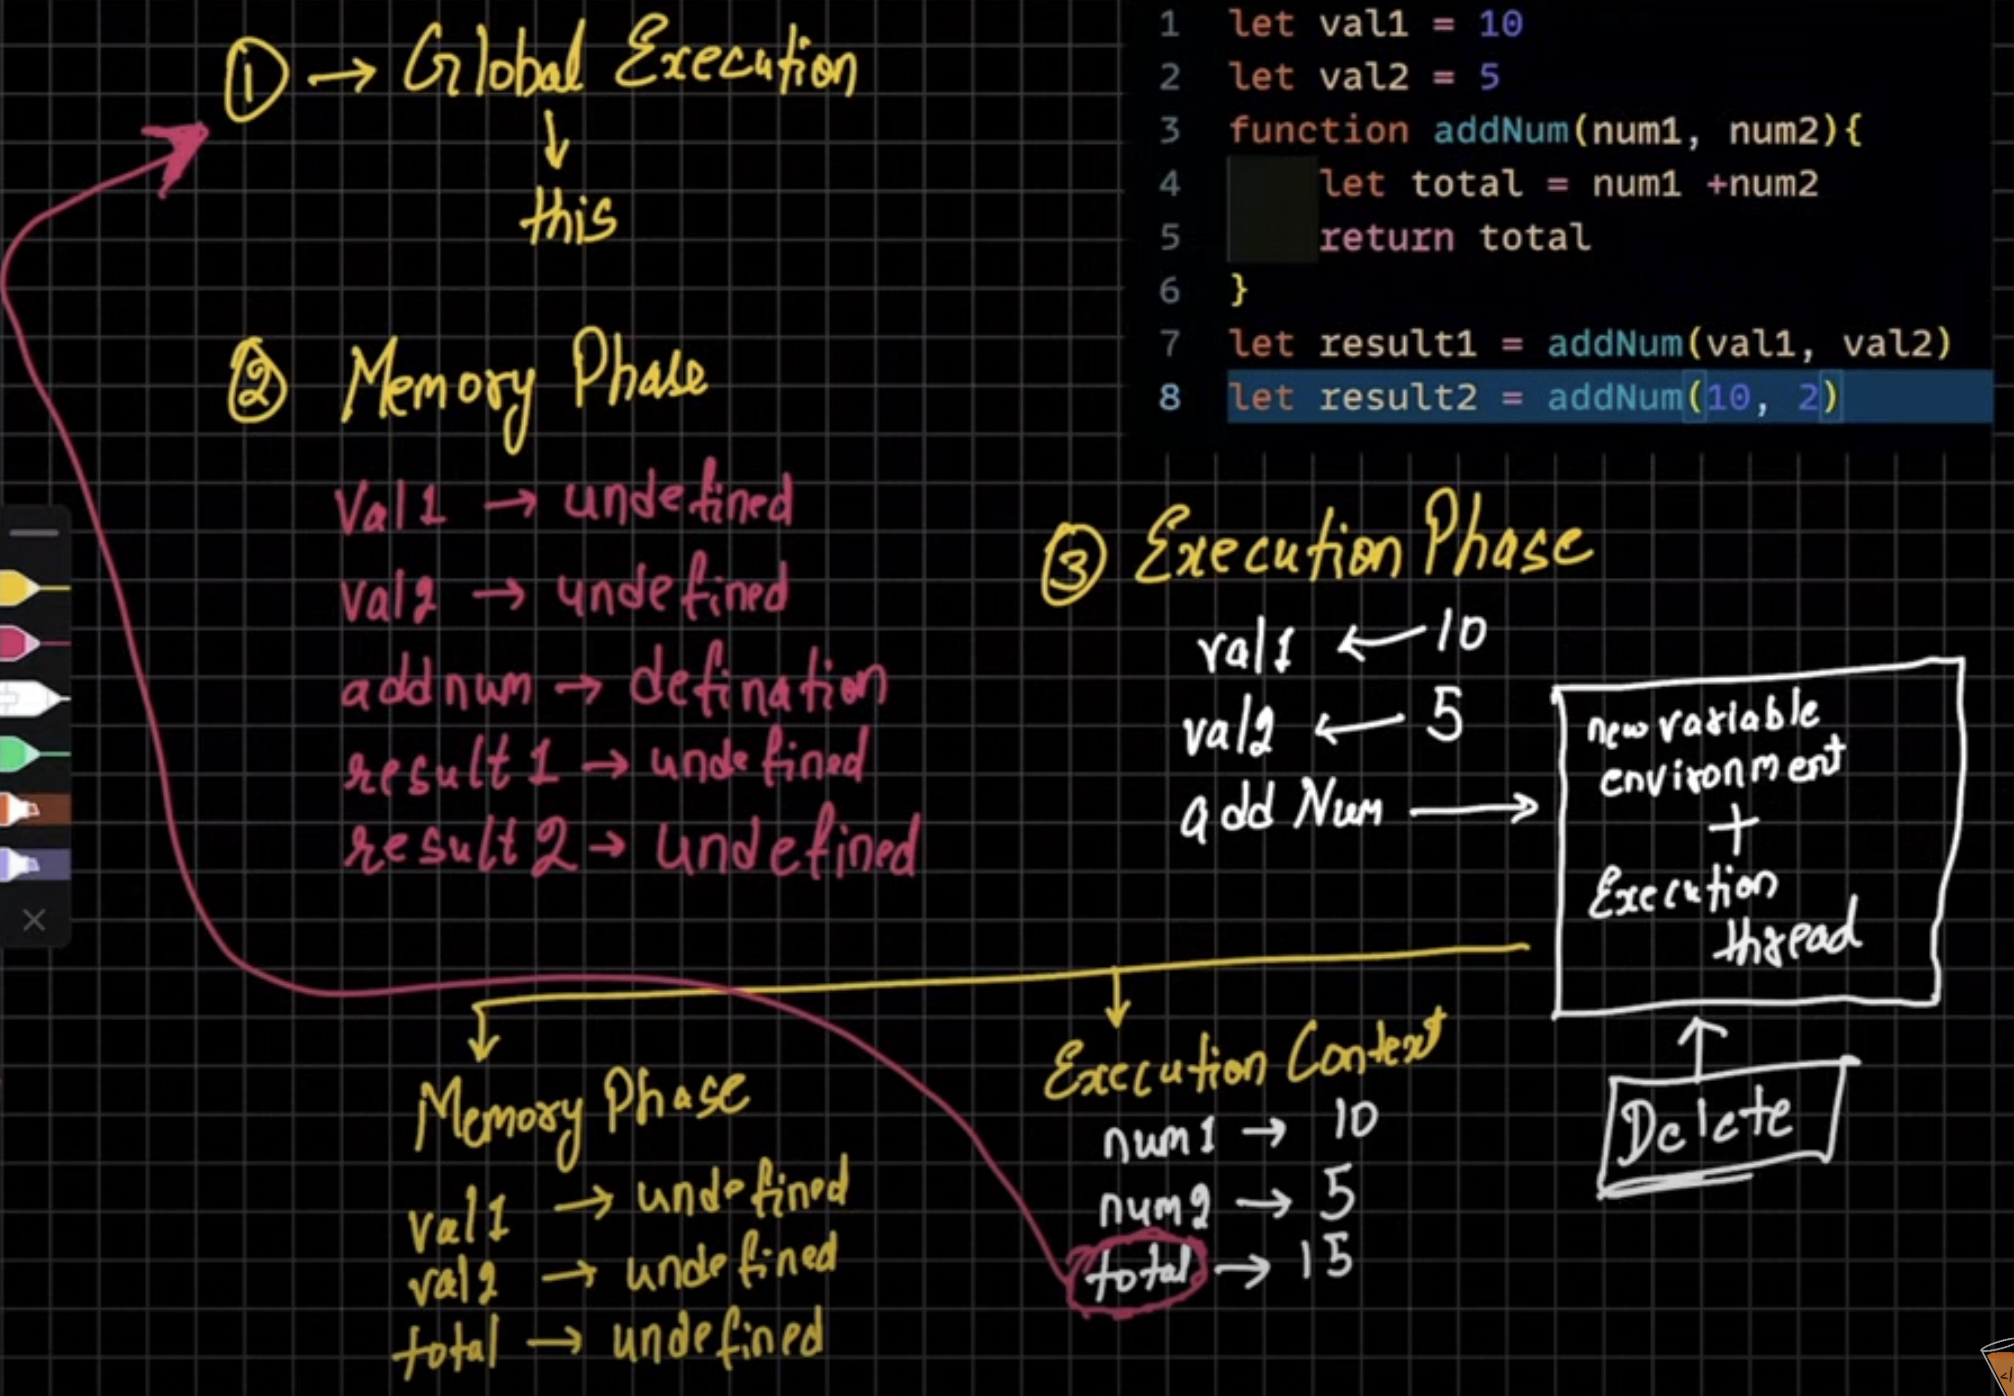 ① → Global Execution
↓
this
② Memory Phase
val1 → undefined
val2 → undefined
addnum → defination
result1 → undefined
result2 → undefined
1 let val1 = 10
2 let val2 = 5
3 function addNum(num1, num2){
4 let total = num1 +num2
5 return total
6 }
7 let result1 = addNum(val1, val2)
8 let result2 = addNum(10, 2)
③ Execution Phase
val1 ← 10
val2 ← 5
add Num →
new variable
environment
+
Execution
thread
Delete
Memory Phase
val1 → undefined
val2 → undefined
total → undefined
Execution Context
num1 → 10
num2 → 5
total → 15